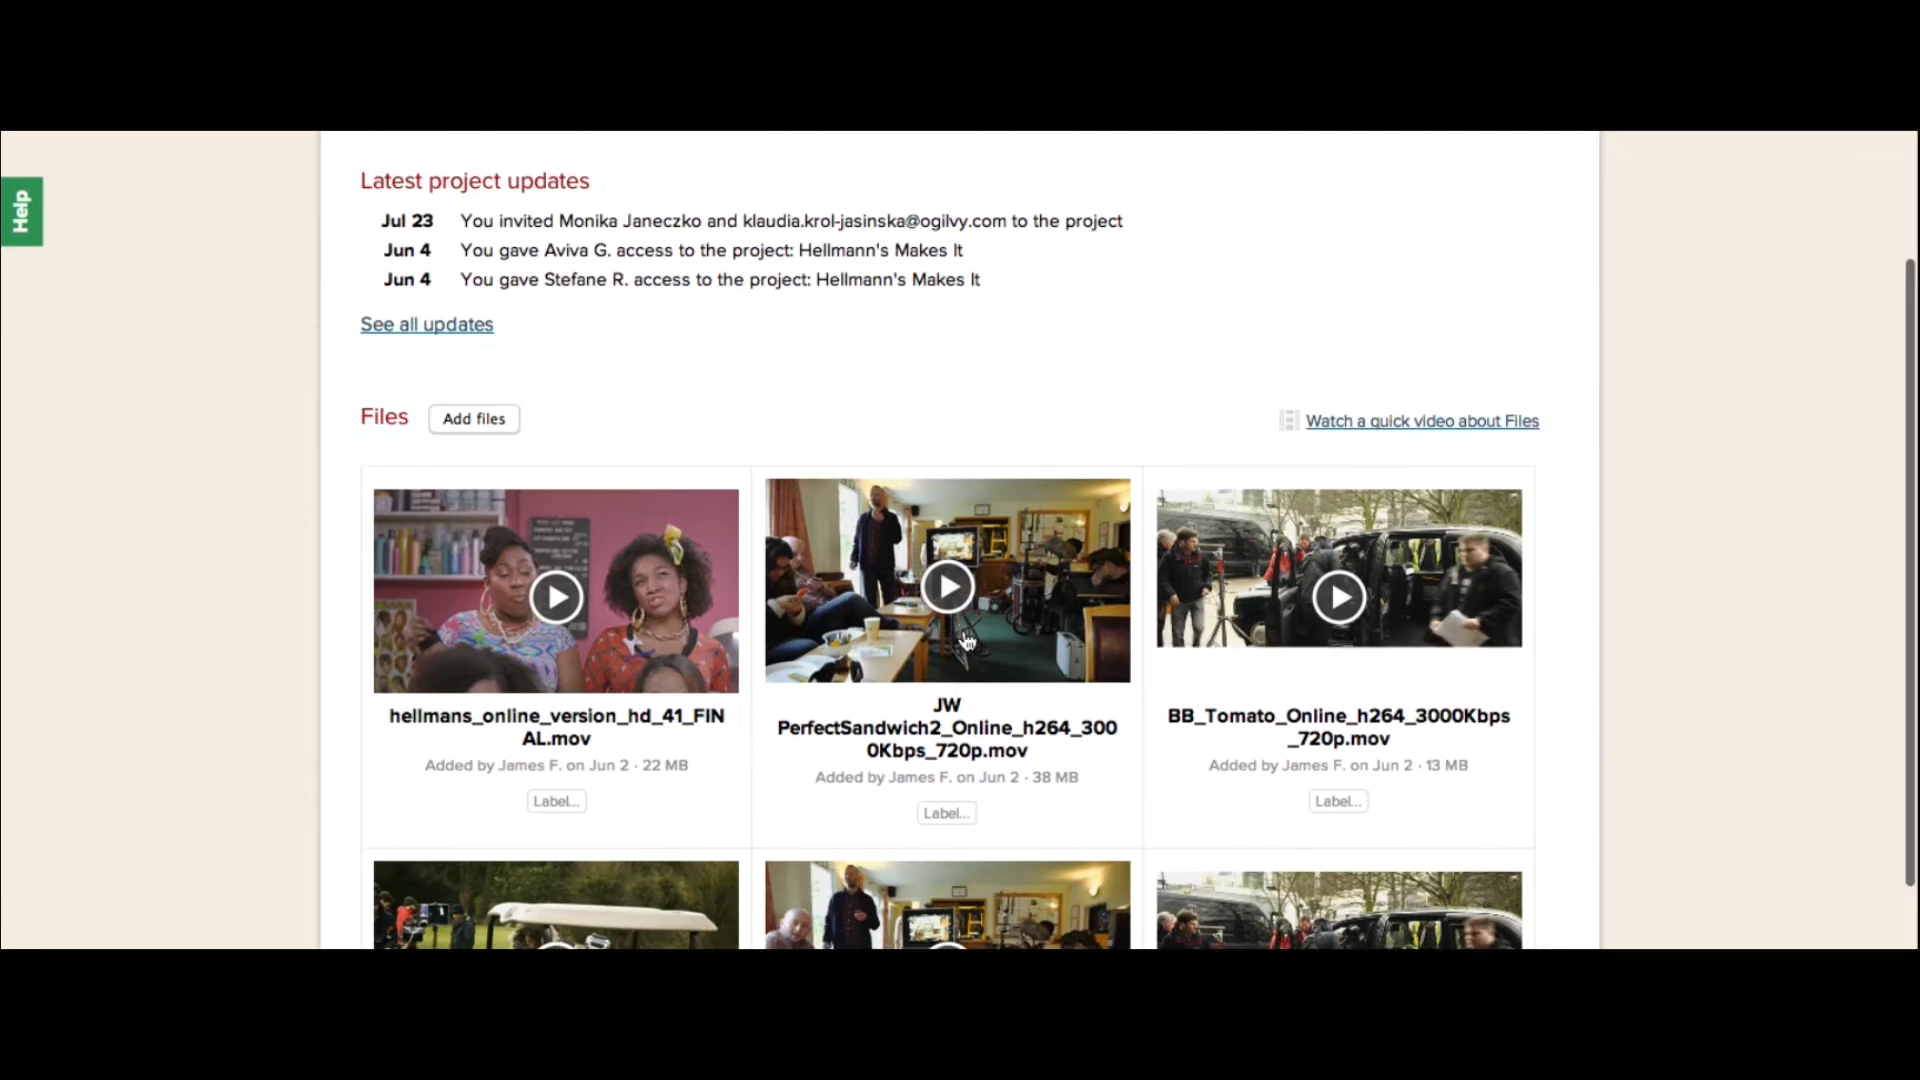 Help
Latest project updates
Jul 23 You invited Monika Janeczko and klaudia.krol-jasinska@ogilvy.com to the project
Jun 4 You gave Aviva G. access to the project: Hellmann's Makes It
Jun 4 You gave Stefane R. access to the project: Hellmann's Makes It
See all updates
Files Add files Watch a quick video about Files
hellmans_online_version_hd_41_FIN
AL.mov
Added by James F. on Jun 2 · 22 MB
Label...
JW
PerfectSandwich2_Online_h264_300
0Kbps_720p.mov
Added by James F. on Jun 2 · 38 MB
Label...
BB_Tomato_Online_h264_3000Kbps
_720p.mov
Added by James F. on Jun 2 · 13 MB
Label...